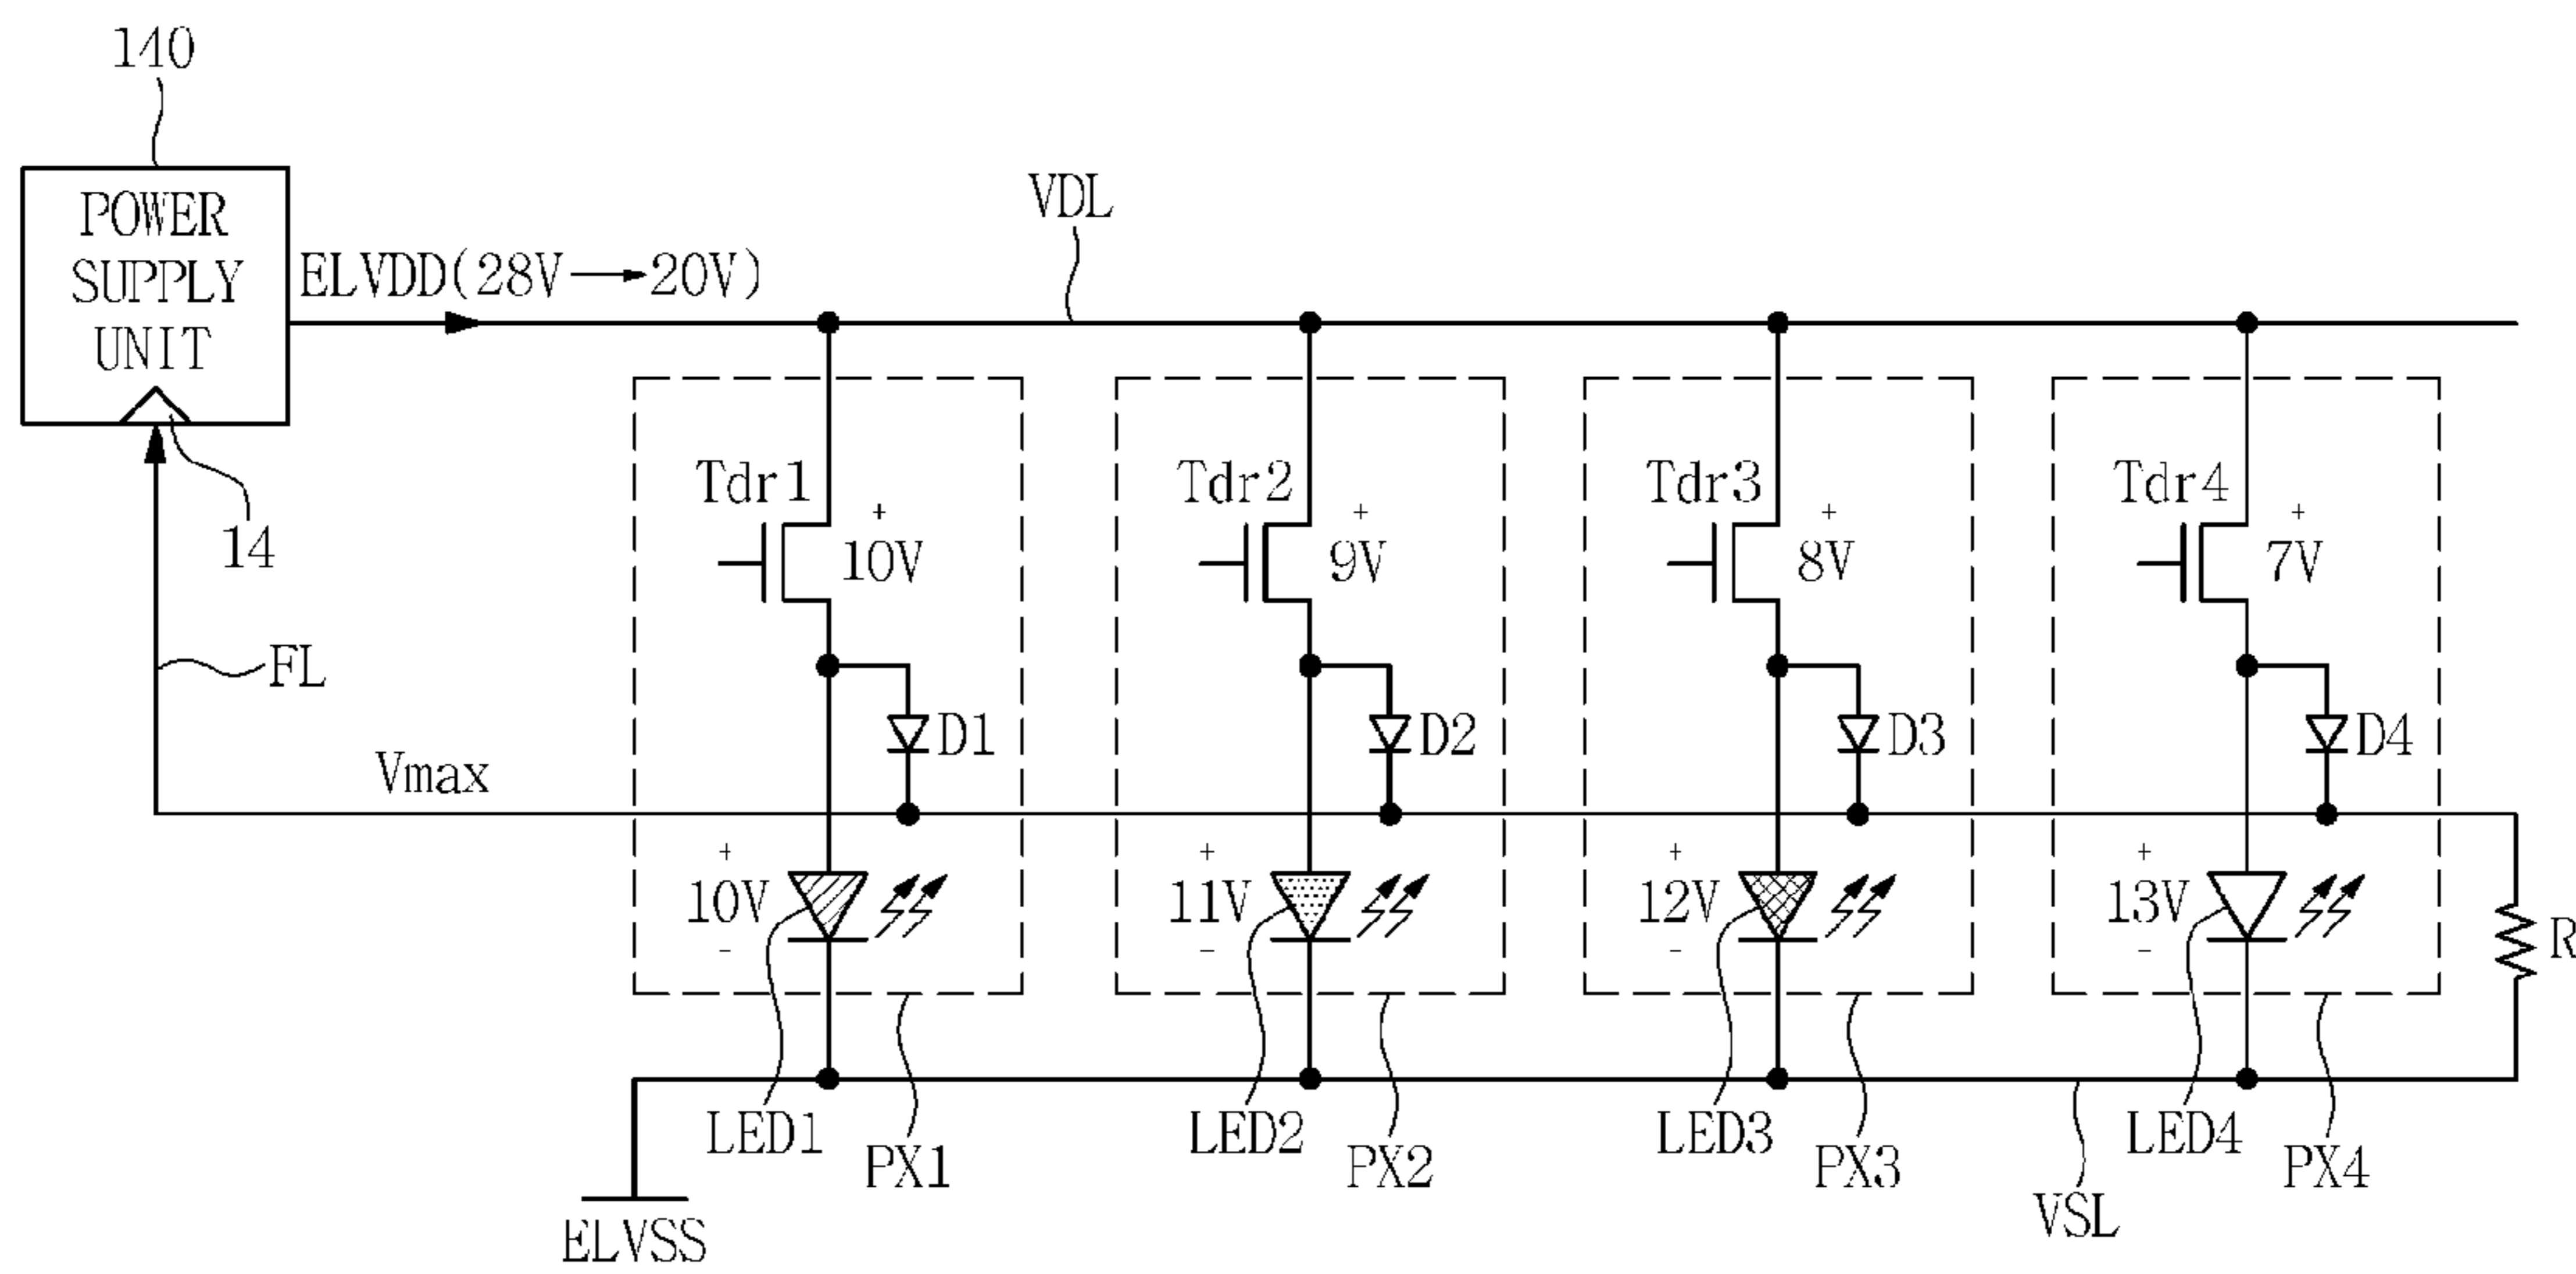 140
POWER
SUPPLY
UNIT
ELVDD(28V→20V)
VDL
14
FL
Vmax
Tdr1
+
10V
Tdr2
+
9V
Tdr3
+
8V
Tdr4
+
7V
D1
D2
D3
D4
+
10V
-
+
11V
-
+
12V
-
+
13V
-
R
LED1
PX1
LED2
PX2
LED3
PX3
LED4
PX4
VSL
ELVSS